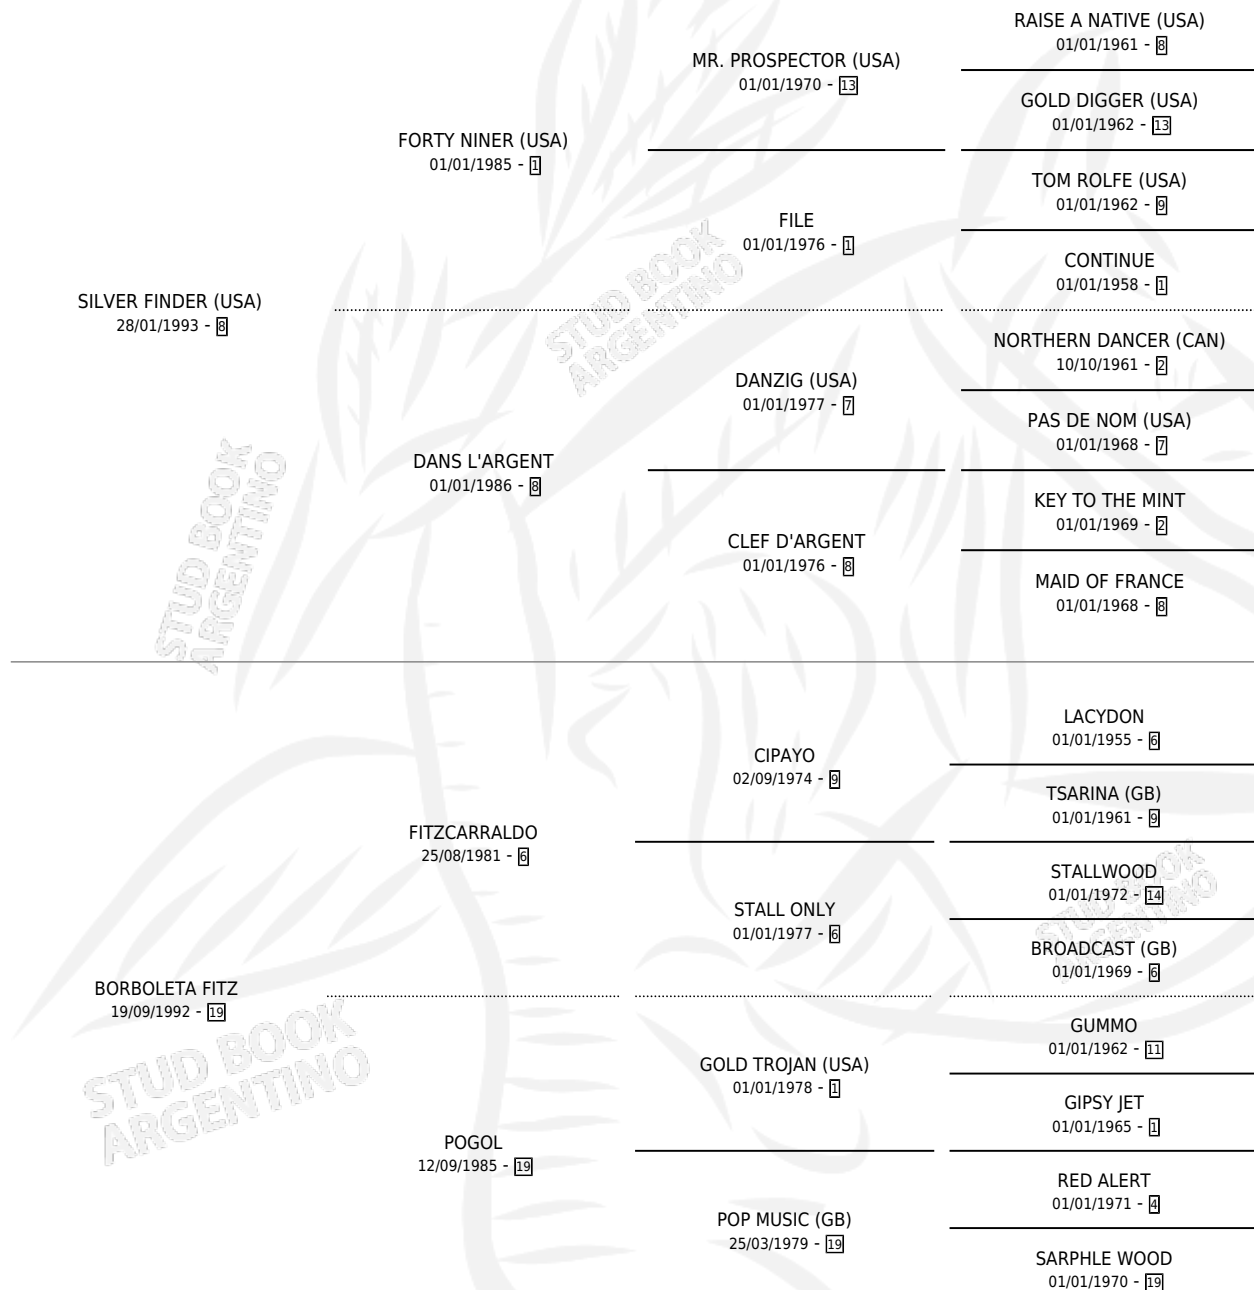 RAISE A NATIVE (USA)
01/01/1961 - 8
MR. PROSPECTOR (USA)
01/01/1970 - 13
GOLD DIGGER (USA)
01/01/1962 - 13
FORTY NINER (USA)
01/01/1985 - 1
TOM ROLFE (USA)
01/01/1962 - 9
FILE
01/01/1976 - 1
CONTINUE
01/01/1958 - 1
SILVER FINDER (USA)
28/01/1993 - 8
NORTHERN DANCER (CAN)
10/10/1961 - 2
DANZIG (USA)
01/01/1977 - 7
PAS DE NOM (USA)
01/01/1968 - 7
DANS L'ARGENT
01/01/1986 - 8
KEY TO THE MINT
01/01/1969 - 2
CLEF D'ARGENT
01/01/1976 - 8
MAID OF FRANCE
01/01/1968 - 8
LACYDON
01/01/1955 - 6
CIPAYO
02/09/1974 - 9
TSARINA (GB)
01/01/1961 - 9
FITZCARRALDO
25/08/1981 - 6
STALLWOOD
01/01/1972 - 14
STALL ONLY
01/01/1977 - 6
BROADCAST (GB)
01/01/1969 - 6
BORBOLETA FITZ
19/09/1992 - 19
GUMMO
01/01/1962 - 11
GOLD TROJAN (USA)
01/01/1978 - 1
GIPSY JET
01/01/1965 - 1
POGOL
12/09/1985 - 19
RED ALERT
01/01/1971 - 4
POP MUSIC (GB)
25/03/1979 - 19
SARPHLE WOOD
01/01/1970 - 19
STUD BOOK
ARGENTINO
STUD BOOK
ARGENTINO
STUD BOOK
ARGENTINO
STUD BOOK
ARGENTINO